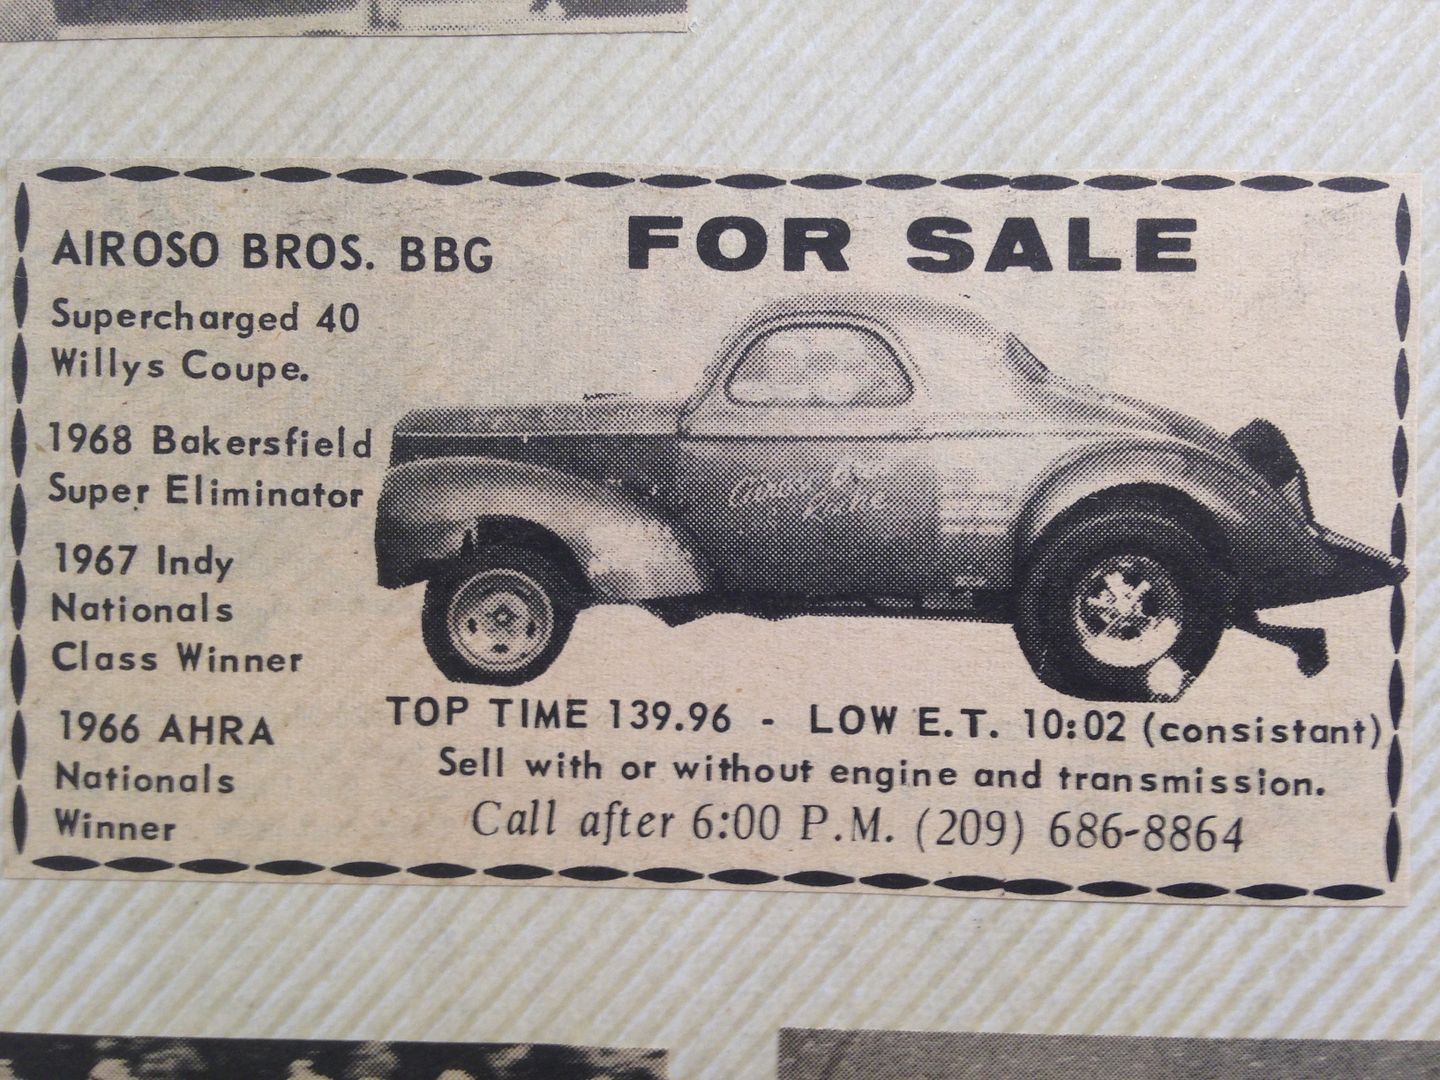 FOR SALE
AIROSO BROS. BBG
Supercharged 40
Willys Coupe.
1968 Bakersfield
Super Eliminator
1967 Indy
Nationals
Class Winner
1966 AHRA
Nationals
Winner
TOP TIME 139.96 - LOW E.T. 10:02 (consistant)
Sell with or without engine and transmission.
Call after 6:00 P.M. (209) 686-8864